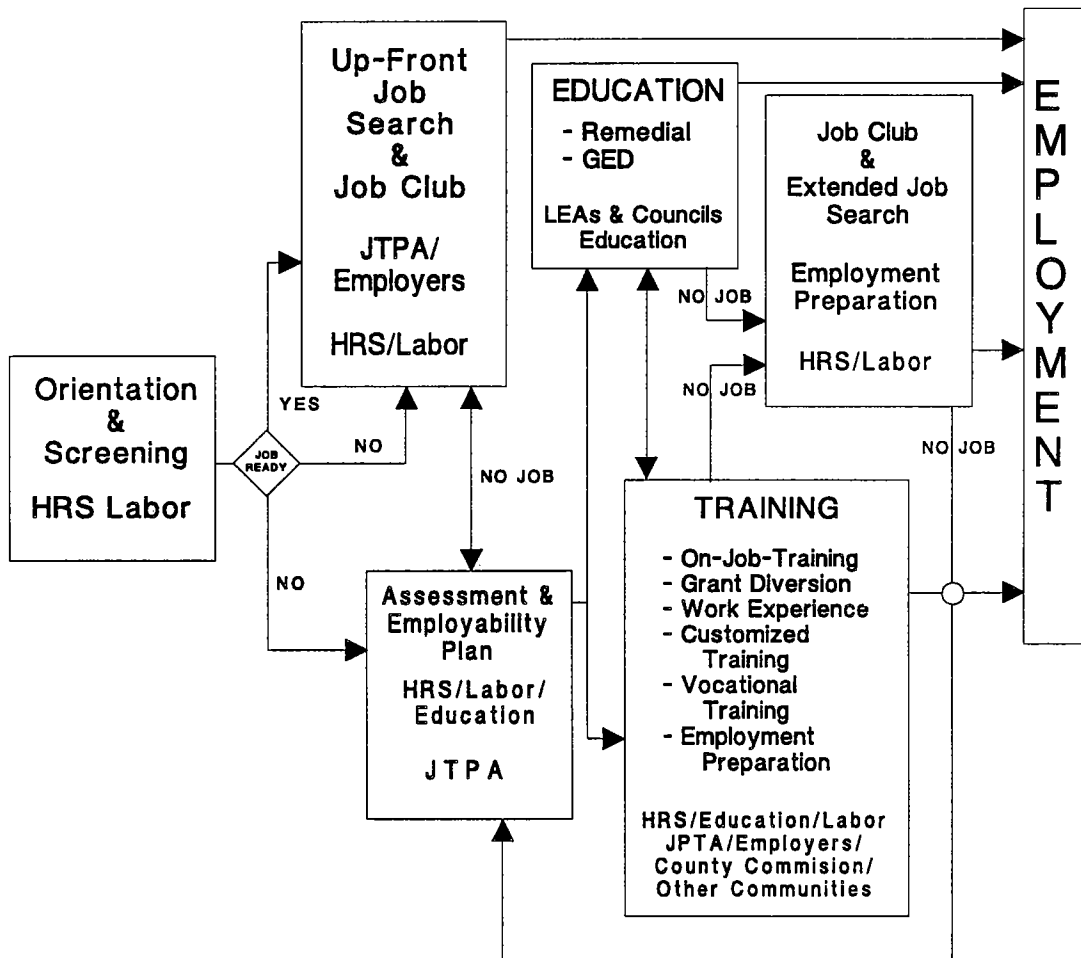 Orientation
&
Screening
HRS Labor
JOB
READY
YES
NO
NO
Up-Front
Job
Search
&
Job Club
JTPA/
Employers
HRS/Labor
NO JOB
Assessment &
Employability
Plan
HRS/Labor/
Education
JTPA
EDUCATION
- Remedial
- GED
LEAs & Councils
Education
NO JOB
NO JOB
TRAINING
- On-Job-Training
- Grant Diversion
- Work Experience
- Customized
Training
- Vocational
Training
- Employment
Preparation
HRS/Education/Labor
JPTA/Employers/
County Commision/
Other Communities
Job Club
&
Extended Job
Search
Employment
Preparation
HRS/Labor
NO JOB
EMPLOYMENT